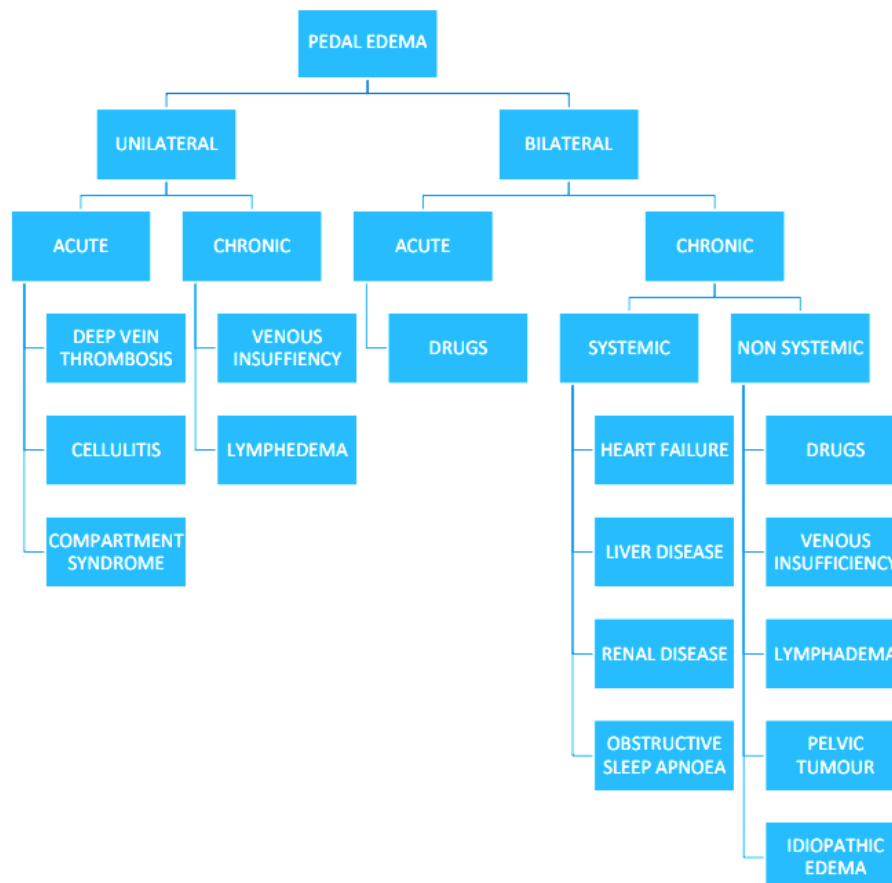 PEDAL EDEMA
UNILATERAL
BILATERAL
ACUTE
CHRONIC
ACUTE
CHRONIC
DEEP VEIN
THROMBOSIS
VENOUS
INSUFFIENCY
DRUGS
SYSTEMIC
NON SYSTEMIC
CELLULITIS
LYMPHEDEMA
HEART FAILURE
DRUGS
COMPARTMENT
SYNDROME
LIVER DISEASE
VENOUS
INSUFFICIENCY
RENAL DISEASE
LYMPHADEMA
OBSTRUCTIVE
SLEEP APNOEA
PELVIC
TUMOUR
IDIOPATHIC
EDEMA